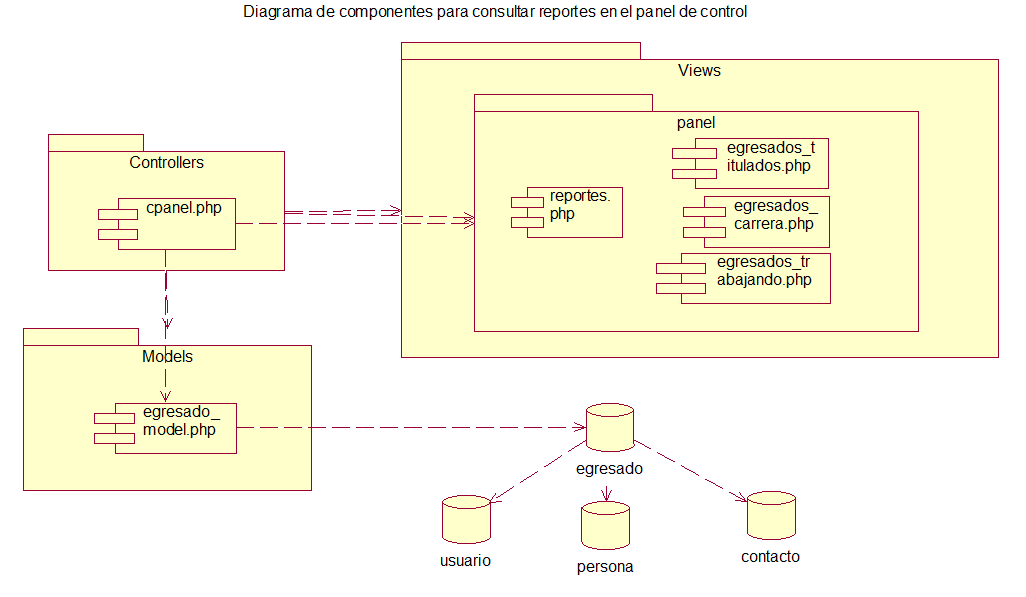 Diagrama de componentes para consultar reportes en el panel de control
Views
panel
egresados_t
itulados.php
Controllers
cpanel.php
reportes.
php
egresados_
carrera.php
egresados_tr
abajando.php
Models
egresado_
model.php
egresado
usuario
persona
contacto